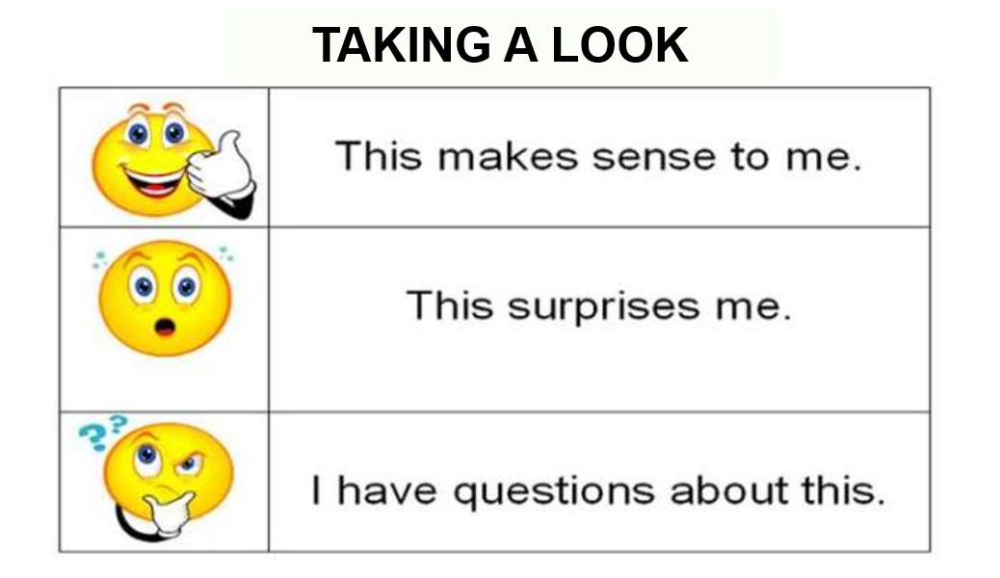 TAKING A LOOK
This makes sense to me.
This surprises me.
??
I have questions about this.